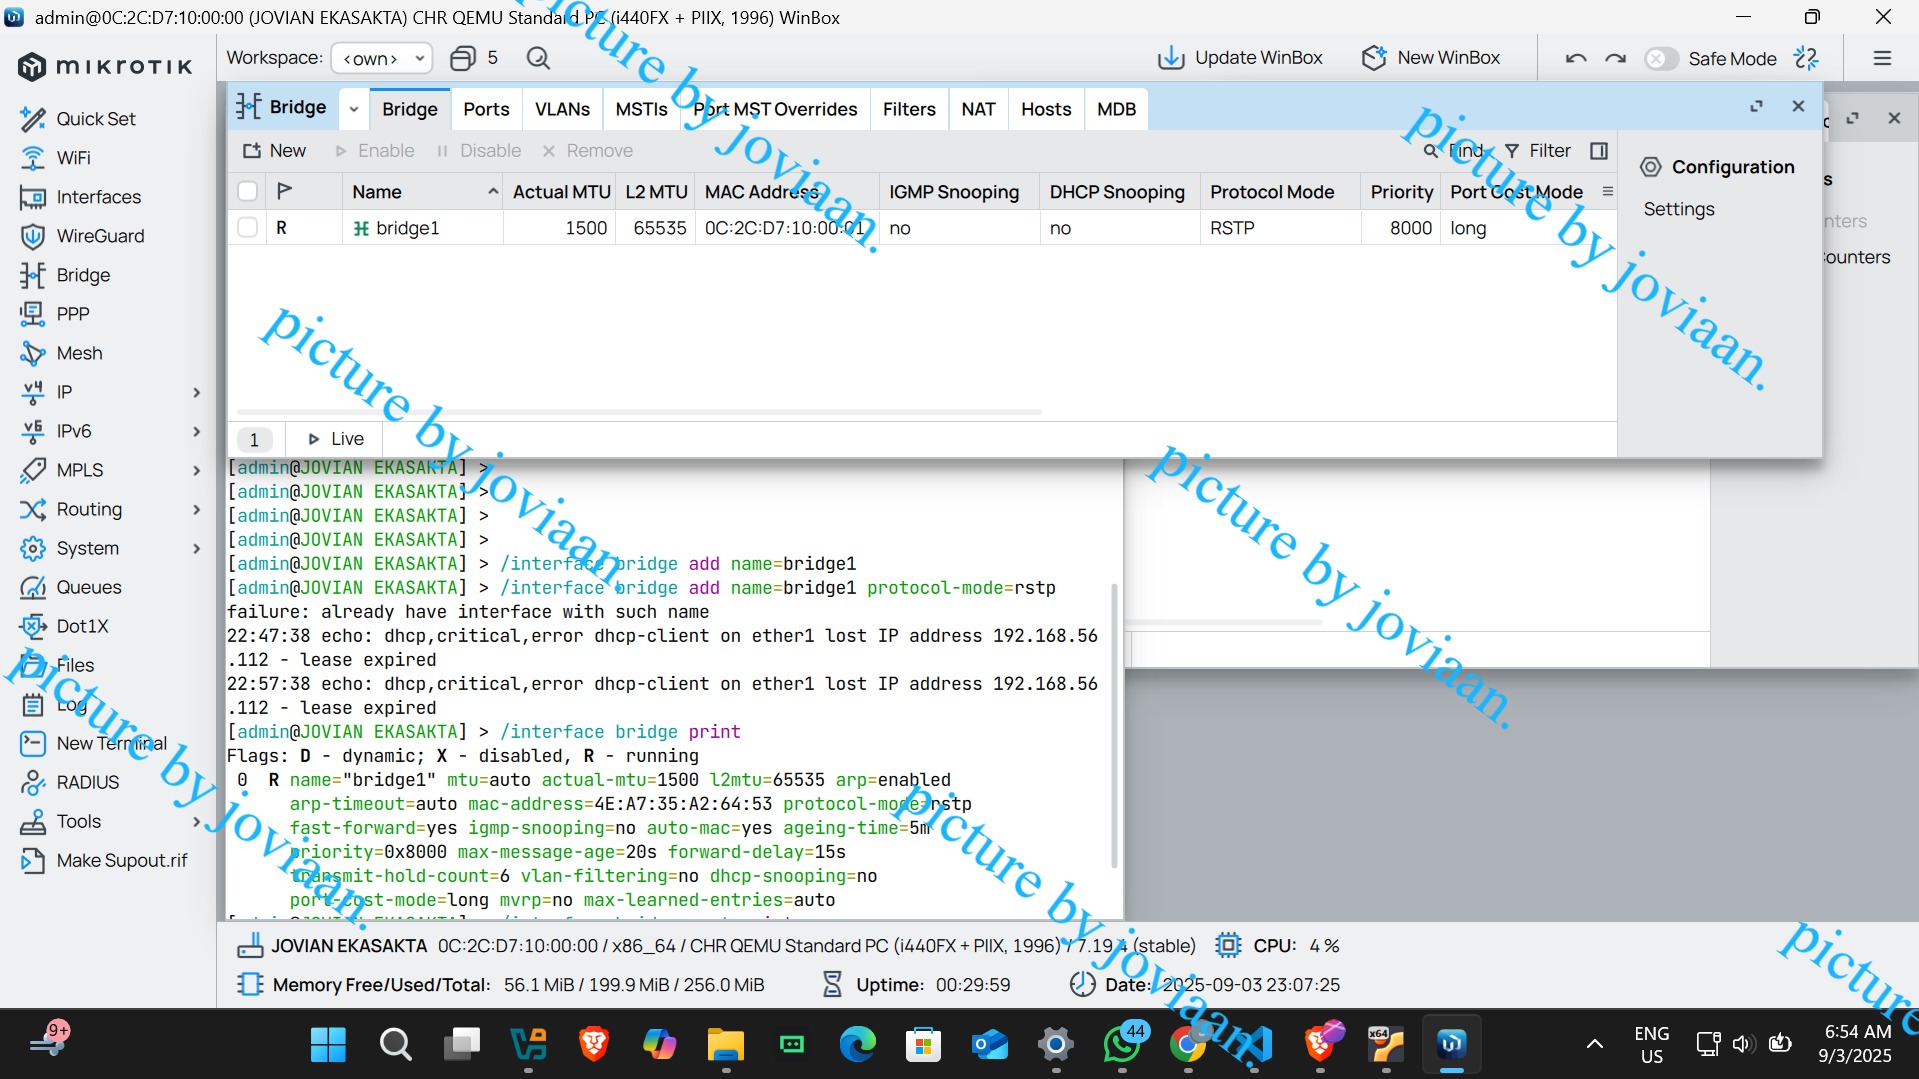 admin@0C:2C:D7:10:00:00 (JOVIAN EKASAKTA) CHR QEMU Standard PC (i440FX + PIIX, 1996) WinBox
mikrotik
Workspace: <own> 5
Update WinBox
New WinBox
Safe Mode
Quick Set
WiFi
Interfaces
WireGuard
Bridge
PPP
Mesh
IP
IPv6
MPLS
Routing
System
Queues
Dot1X
Files
Log
New Terminal
RADIUS
Tools
Make Supout.rif
Bridge Bridge Ports VLANs MSTIs Port MST Overrides Filters NAT Hosts MDB
New Enable Disable Remove Find Filter
Name Actual MTU L2 MTU MAC Address IGMP Snooping DHCP Snooping Protocol Mode Priority Port Cost Mode
R bridge1 1500 65535 0C:2C:D7:10:00:01 no no RSTP 8000 long
Configuration
Settings
1 Live
[admin@JOVIAN EKASAKTA] >
[admin@JOVIAN EKASAKTA] >
[admin@JOVIAN EKASAKTA] >
[admin@JOVIAN EKASAKTA] >
[admin@JOVIAN EKASAKTA] > /interface bridge add name=bridge1
[admin@JOVIAN EKASAKTA] > /interface bridge add name=bridge1 protocol-mode=rstp
failure: already have interface with such name
22:47:38 echo: dhcp,critical,error dhcp-client on ether1 lost IP address 192.168.56
.112 - lease expired
22:57:38 echo: dhcp,critical,error dhcp-client on ether1 lost IP address 192.168.56
.112 - lease expired
[admin@JOVIAN EKASAKTA] > /interface bridge print
Flags: D - dynamic; X - disabled, R - running
0 R name="bridge1" mtu=auto actual-mtu=1500 l2mtu=65535 arp=enabled
arp-timeout=auto mac-address=4E:A7:35:A2:64:53 protocol-mode=rstp
fast-forward=yes igmp-snooping=no auto-mac=yes ageing-time=5m
priority=0x8000 max-message-age=20s forward-delay=15s
transmit-hold-count=6 vlan-filtering=no dhcp-snooping=no
port-cost-mode=long mvrp=no max-learned-entries=auto
JOVIAN EKASAKTA 0C:2C:D7:10:00:00 / x86_64 / CHR QEMU Standard PC (i440FX + PIIX, 1996) / 7.19.4 (stable) CPU: 4 %
Memory Free/Used/Total: 56.1 MiB / 199.9 MiB / 256.0 MiB Uptime: 00:29:59 Date: 2025-09-03 23:07:25
9+
44
x64
ENG
US
6:54 AM
9/3/2025
picture by joviaan.
picture by joviaan.
picture by joviaan.
picture by joviaan.
picture by joviaan.
picture by joviaan.
picture